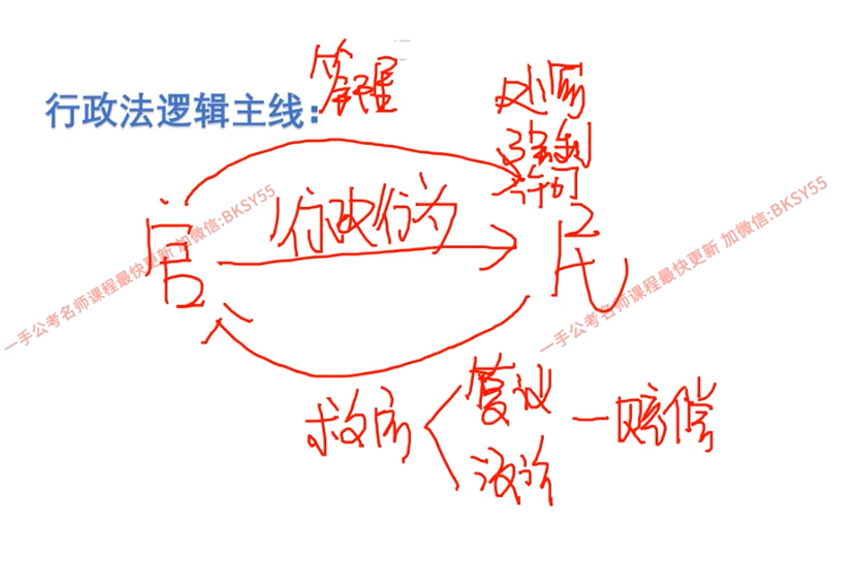 管理
处罚
行政法逻辑主线：
强制
许可
官
行政行为
民
救济
复议
赔偿
诉讼
一手公考名师课程最快更新 加微信:BKSY55
一手公考名师课程最快更新 加微信:BKSY55